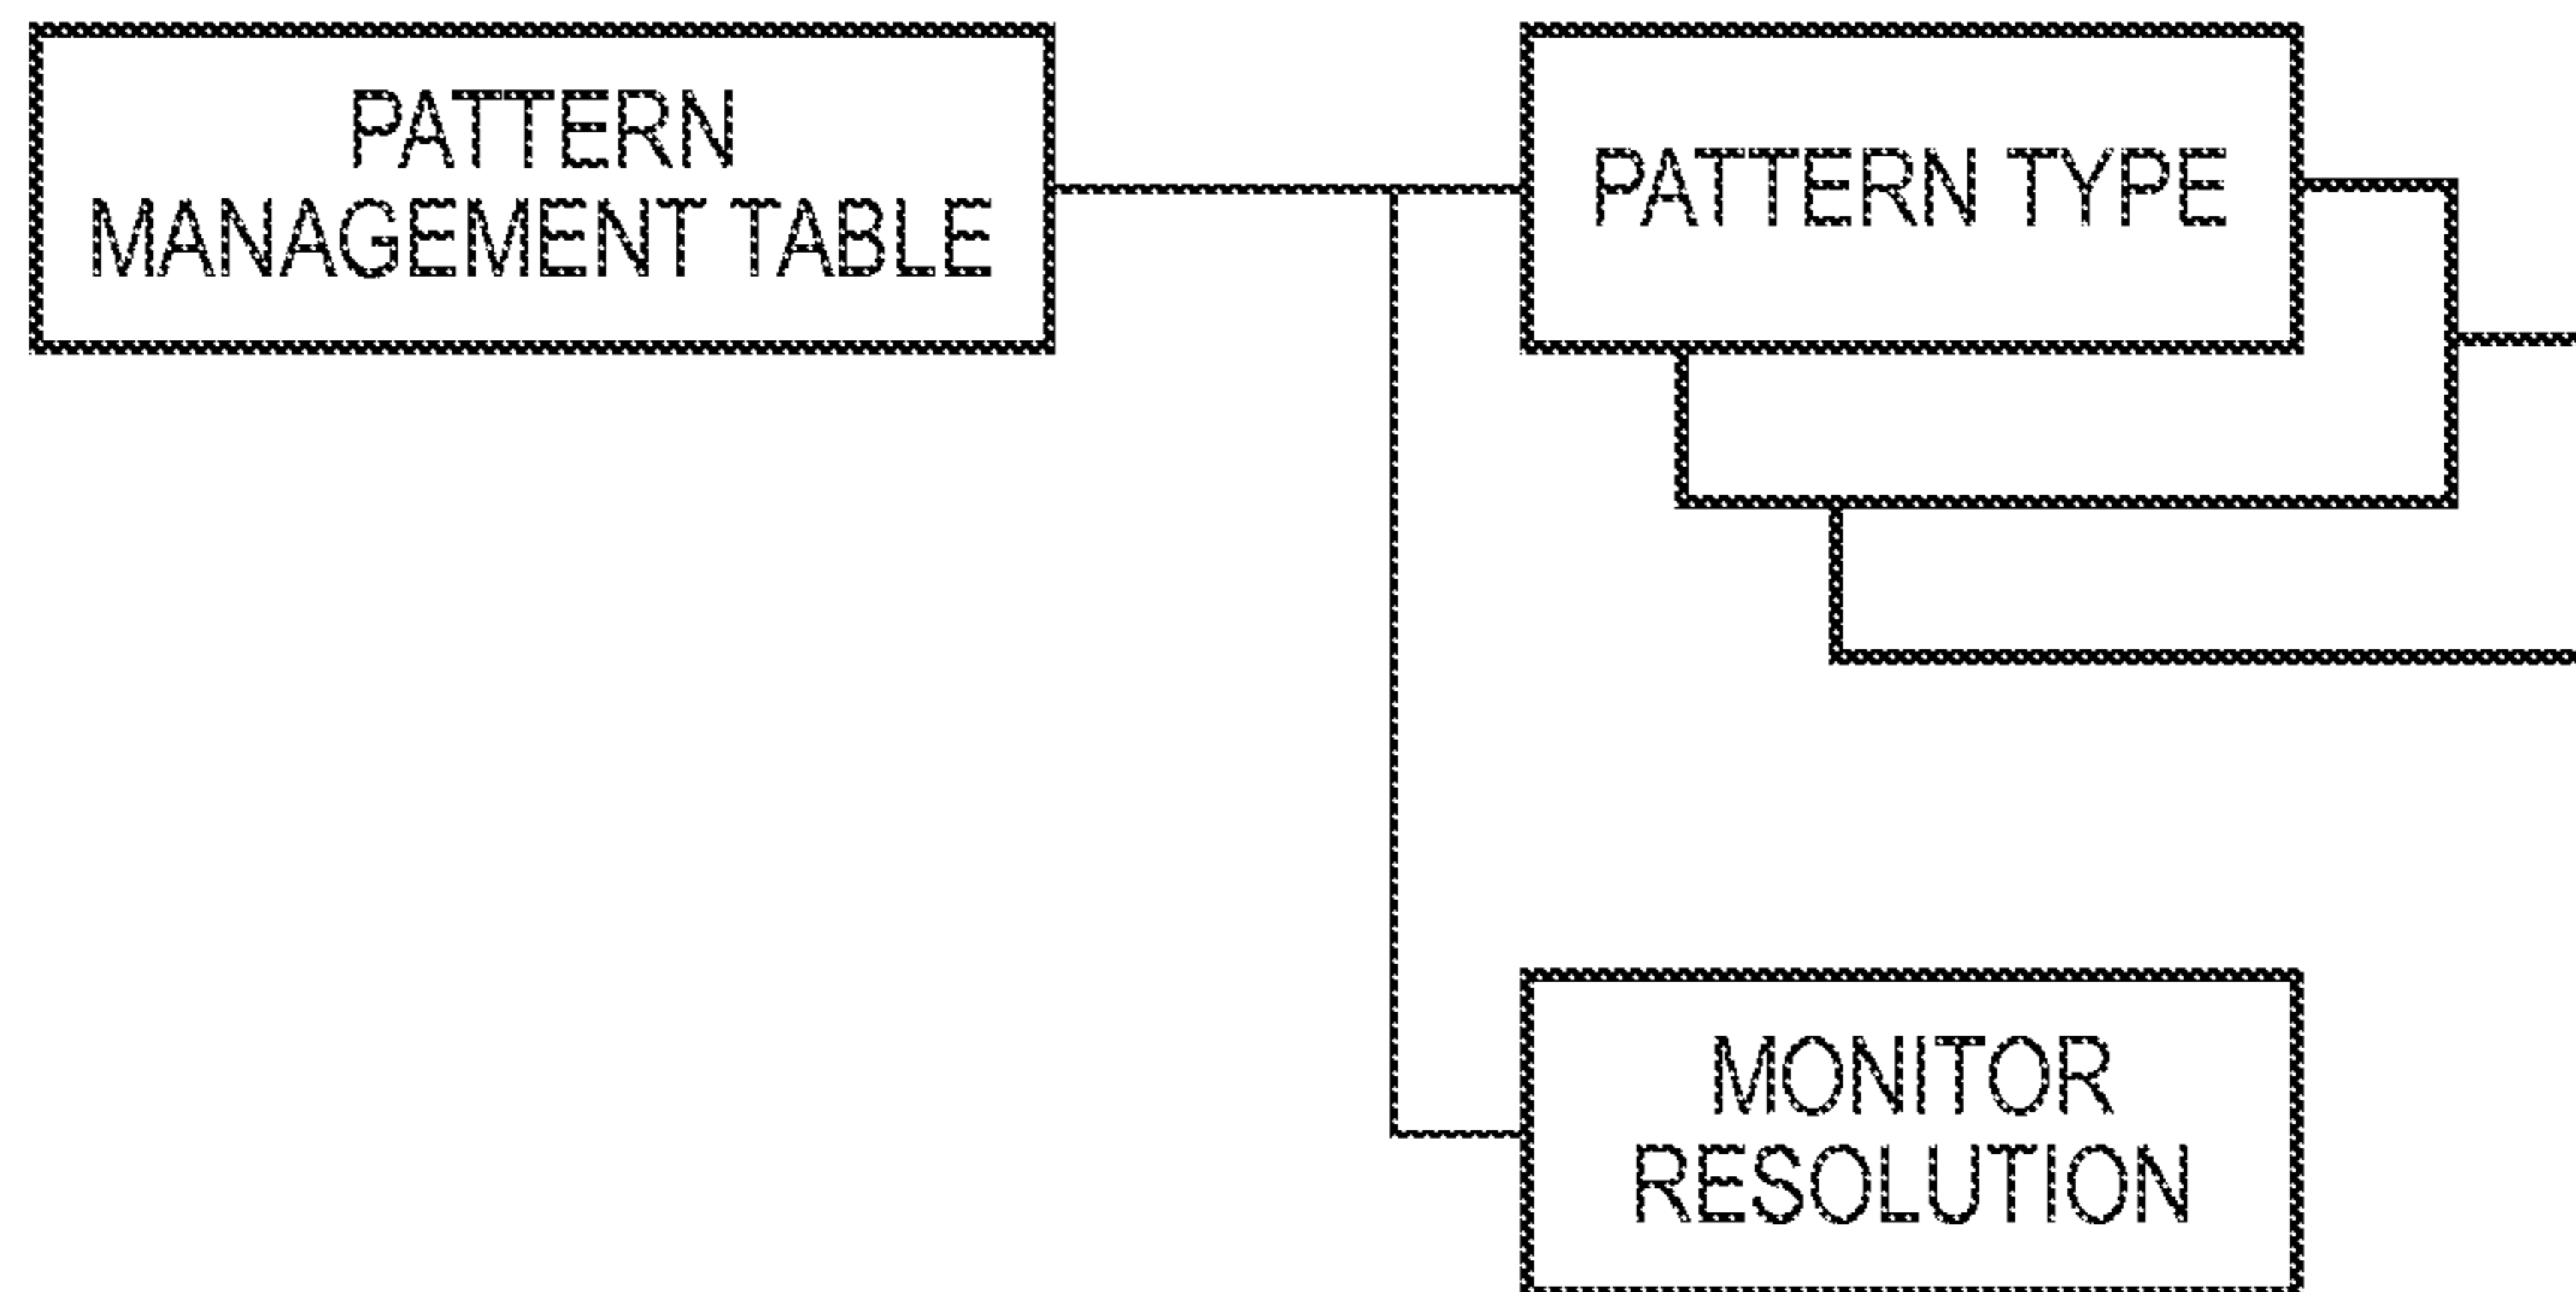 PATTERN
MANAGEMENT TABLE
PATTERN TYPE
MONITOR
RESOLUTION